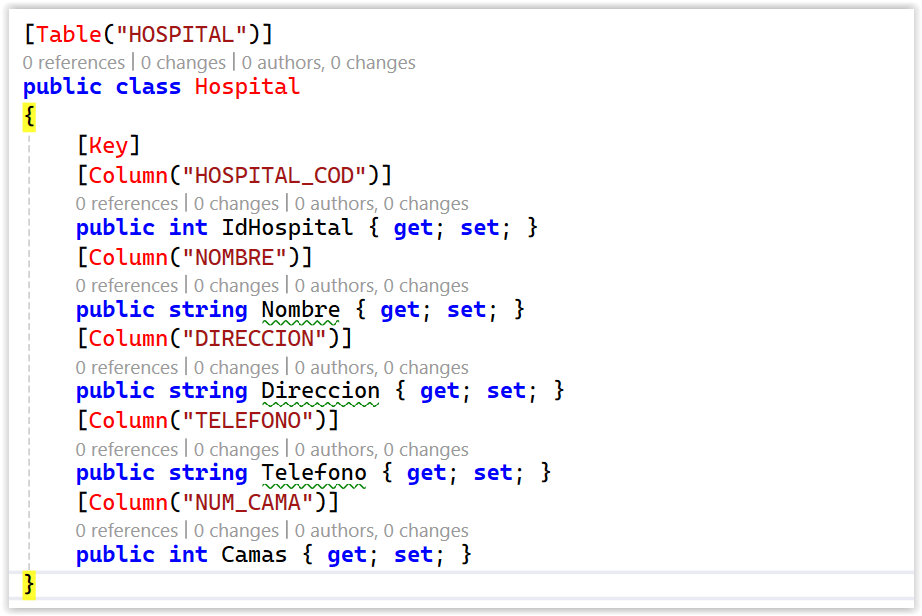 [Table("HOSPITAL")]
0 references | 0 changes | 0 authors, 0 changes
public class Hospital
{
[Key]
[Column("HOSPITAL_COD")]
0 references | 0 changes | 0 authors, 0 changes
public int IdHospital { get; set; }
[Column("NOMBRE")]
0 references | 0 changes | 0 authors, 0 changes
public string Nombre { get; set; }
[Column("DIRECCION")]
0 references | 0 changes | 0 authors, 0 changes
public string Direccion { get; set; }
[Column("TELEFONO")]
0 references | 0 changes | 0 authors, 0 changes
public string Telefono { get; set; }
[Column("NUM_CAMA")]
0 references | 0 changes | 0 authors, 0 changes
public int Camas { get; set; }
}